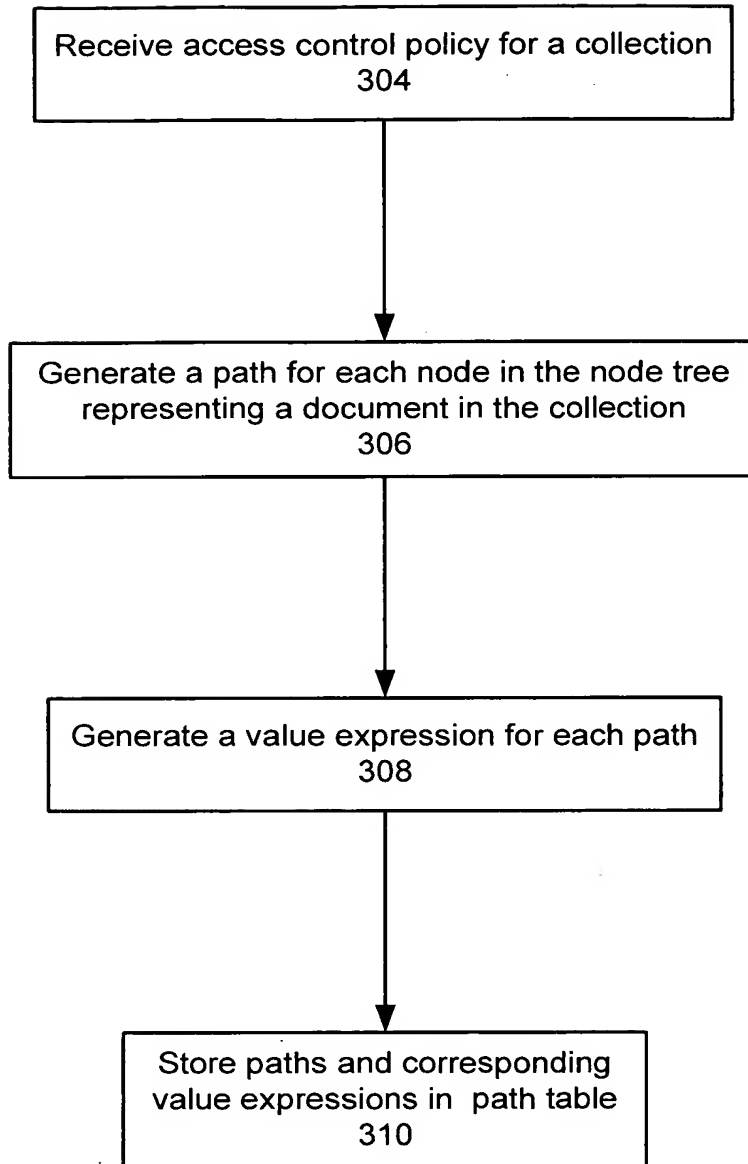 Receive access control policy for a collection
304
Generate a path for each node in the node tree
representing a document in the collection
306
Generate a value expression for each path
308
Store paths and corresponding
value expressions in path table
310